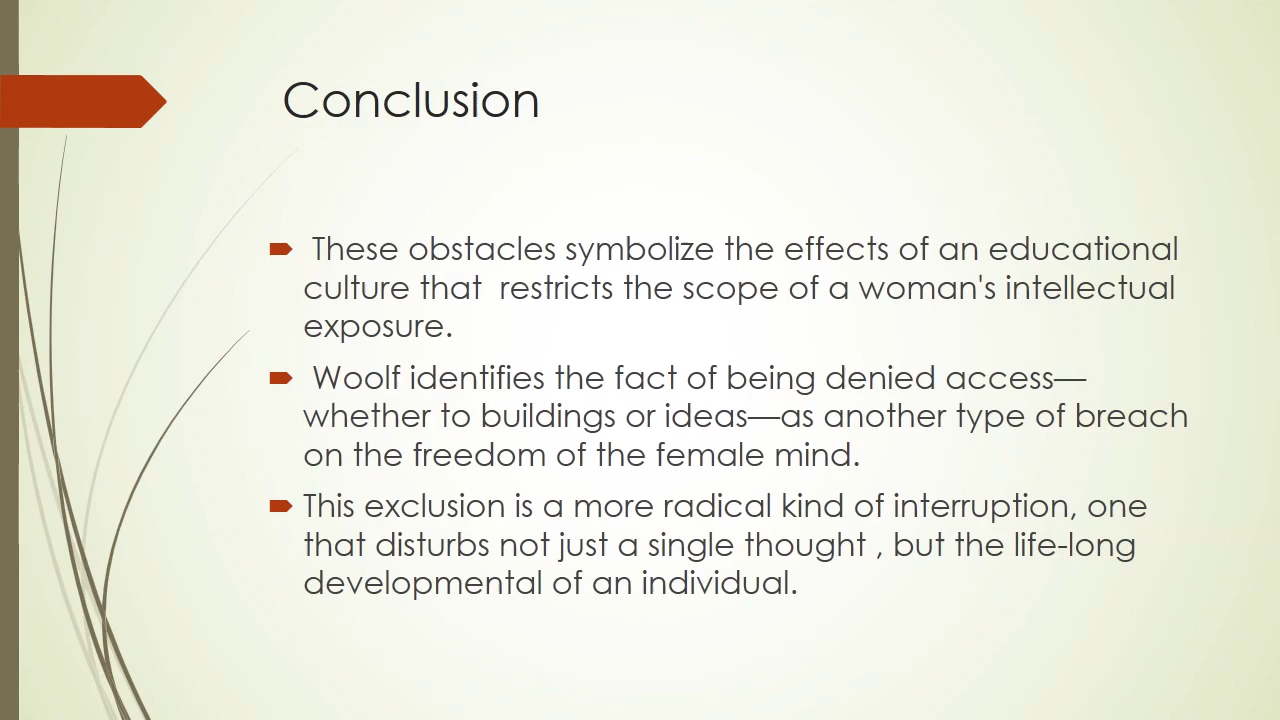 Conclusion
These obstacles symbolize the effects of an educational
culture that  restricts the scope of a woman's intellectual
exposure.
Woolf identifies the fact of being denied access—
whether to buildings or ideas—as another type of breach
on the freedom of the female mind.
This exclusion is a more radical kind of interruption, one
that disturbs not just a single thought , but the life-long
developmental of an individual.